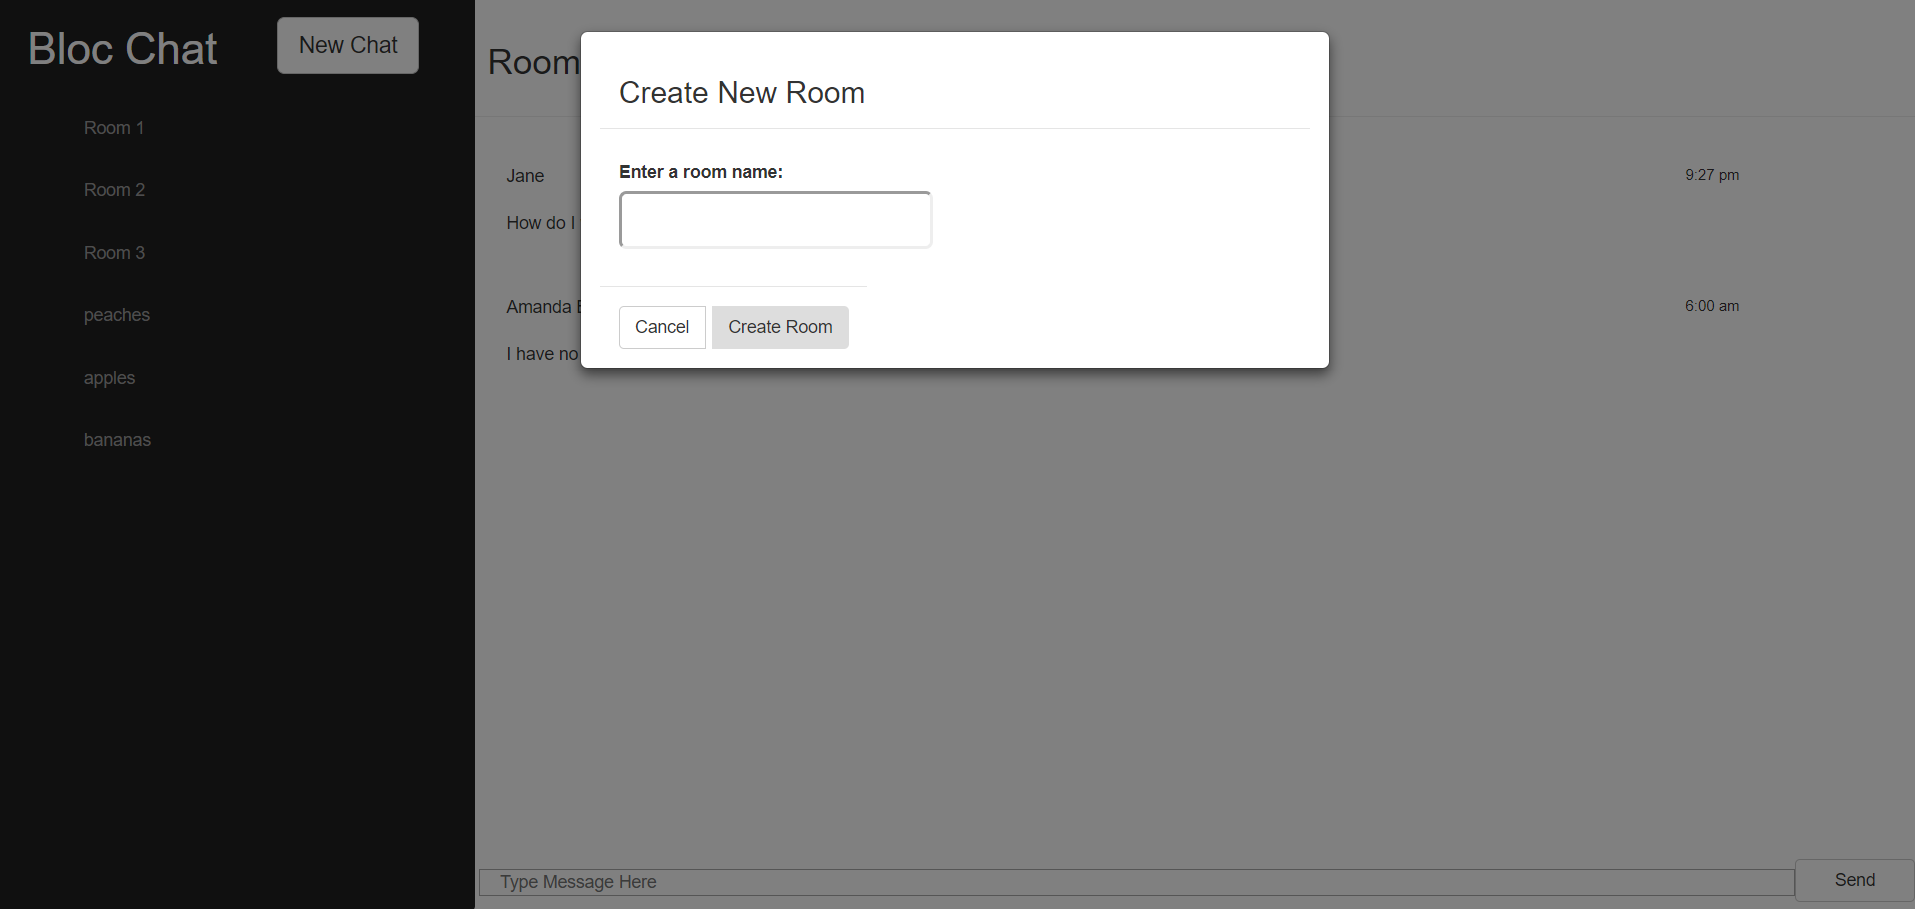 Bloc Chat
New Chat
Room 1
Room 2
Room 3
peaches
apples
bananas
Room
Create New Room
Enter a room name:
Cancel
Create Room
Jane
9:27 pm
How do I
Amanda
6:00 am
I have no
Type Message Here
Send